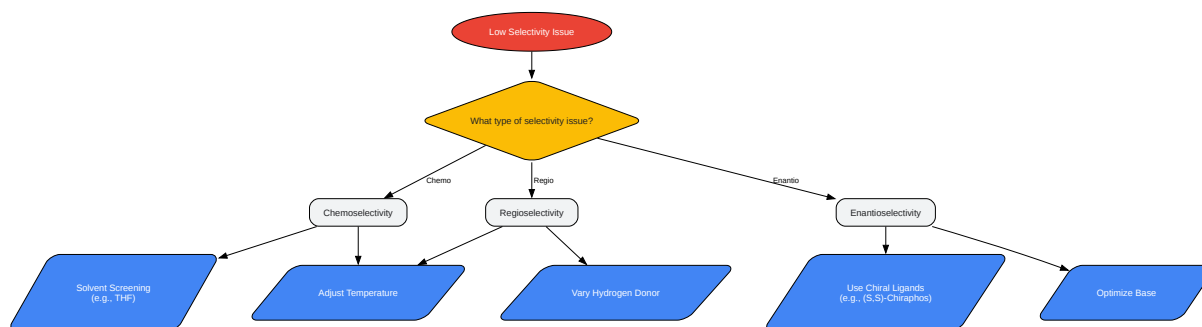 Low Selectivity Issue
What type of selectivity issue?
Chemo
Regio
Enantio
Chemoselectivity
Regioselectivity
Enantioselectivity
Solvent Screening
(e.g., THF)
Adjust Temperature
Vary Hydrogen Donor
Use Chiral Ligands
(e.g., (S,S)-Chiraphos)
Optimize Base